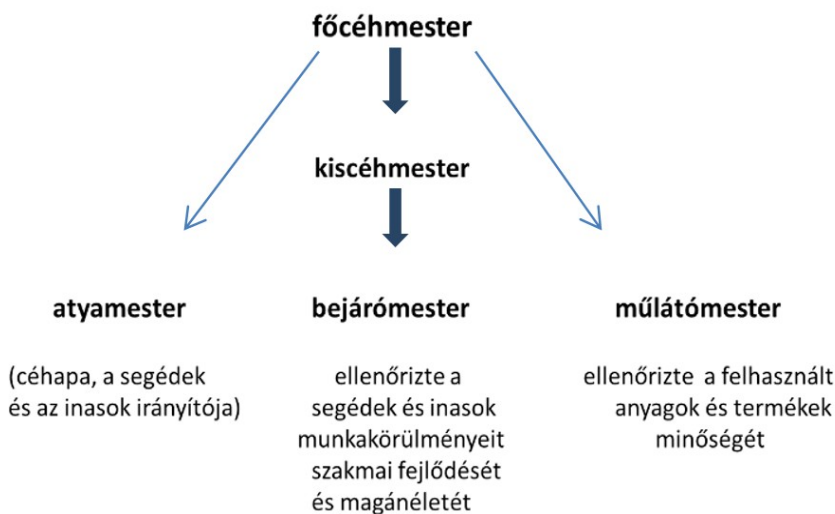 főcéhmester
kiscéhmester
atyamester
(céhapa, a segédek
és az inasok irányítója)
bejárómester
ellenőrizte a
segédek és inasok
munkakörülményeit
szakmai fejlődését
és magánéletét
műlátómester
ellenőrizte a felhasznált
anyagok és termékek
minőségét